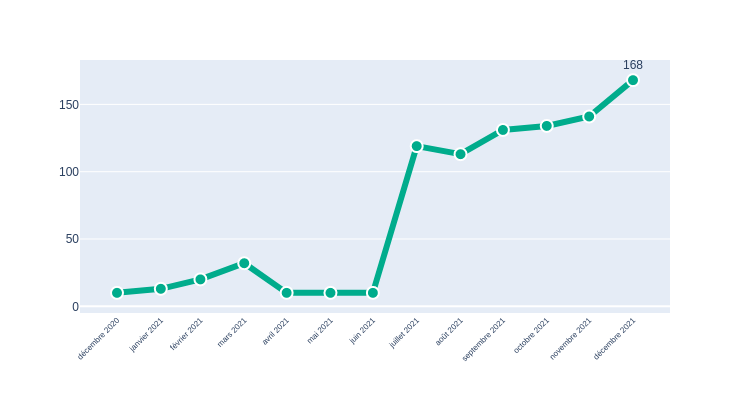 168
150
100
50
0
décembre 2020
janvier 2021
février 2021
mars 2021
avril 2021
mai 2021
juin 2021
juillet 2021
août 2021
septembre 2021
octobre 2021
novembre 2021
décembre 2021